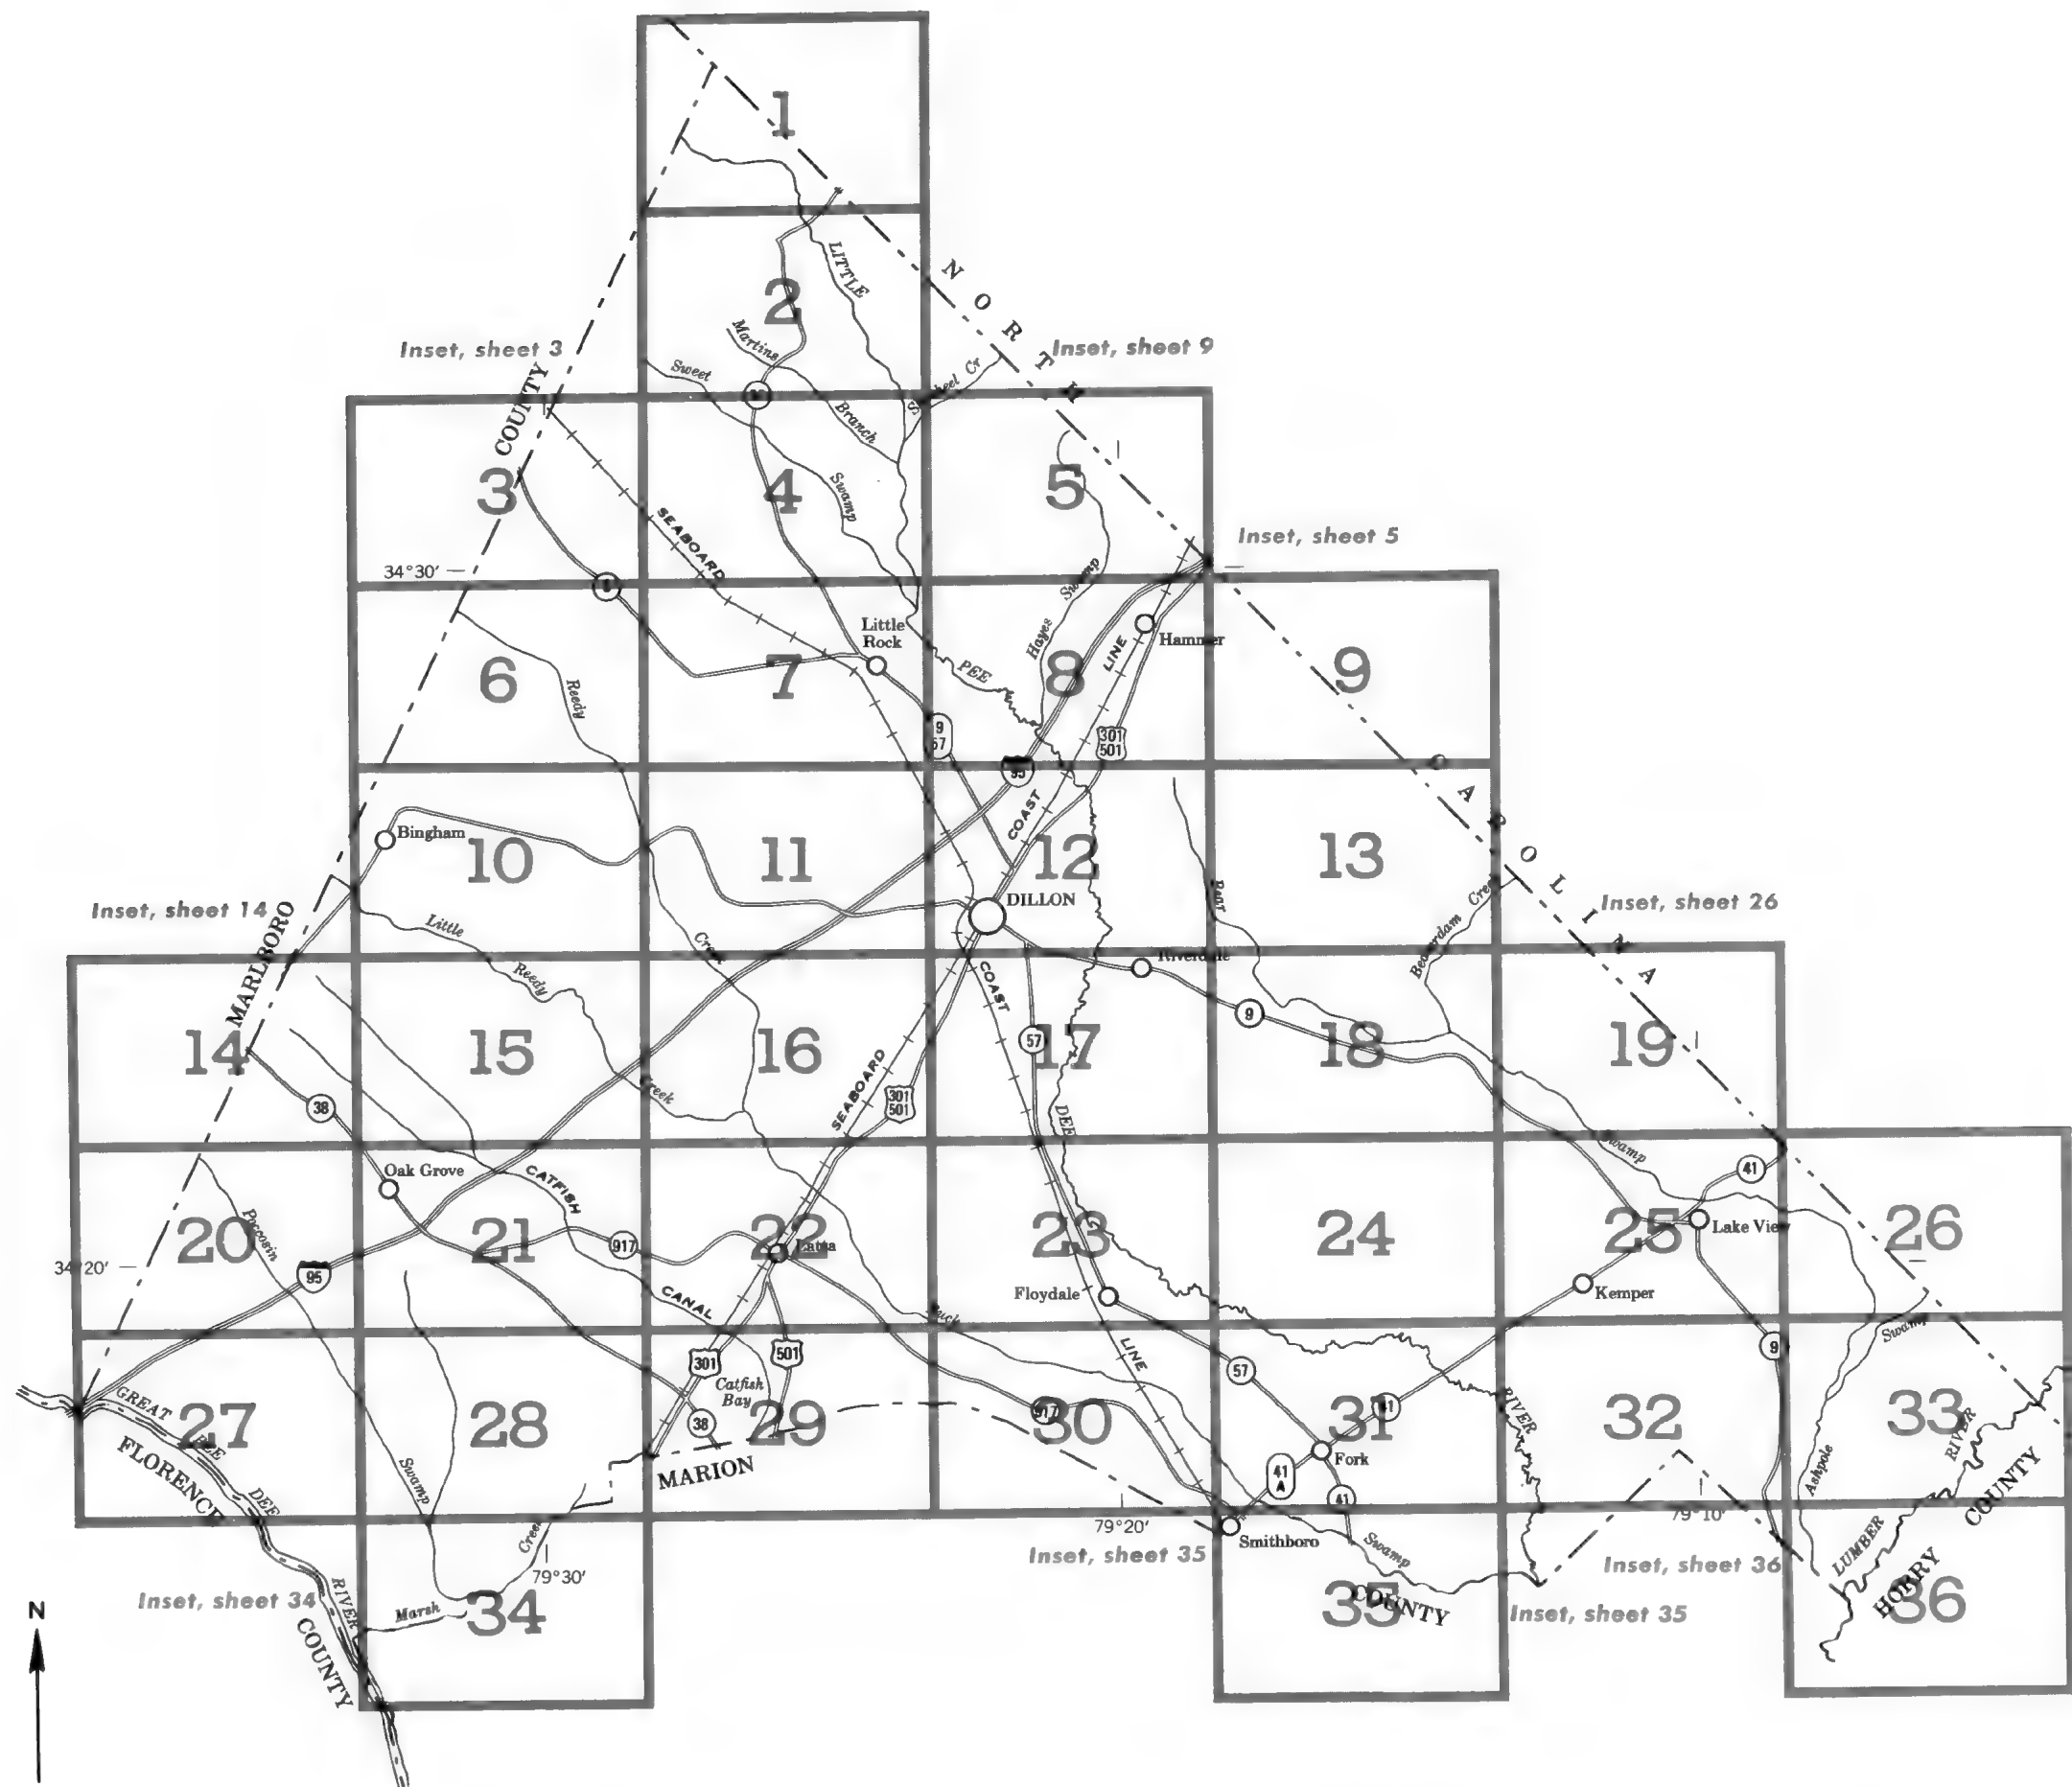 1
2
LITTLE
NORTH
Inset, sheet 3
Inset, sheet 9
Martins
Sweet
Branch
COUNTY
3
4
5
Swamp
SEABOARD
Inset, sheet 5
34°30'
Hayes
Swamp
Little
Rock
Hammer
6
7
8
9
PEE
LINE
Reedy
9
57
301
501
95
CAROLINA
COAST
Bingham
10
11
12
13
DILLON
Bear
Inset, sheet 14
Inset, sheet 26
MARLBORO
Little
Reedy
Creek
Creek
Beaverdam
Riverdale
COAST
9
14
15
16
17
18
19
57
38
SEABOARD
301
501
DEE
Swamp
41
Oak Grove
CATFISH
20
21
22
23
24
25
26
Pocosin
917
Latta
Lake View
34°20'
95
CANAL
Floydale
Kemper
Buck
Swamp
LINE
301
501
57
9
GREAT
PEE
DEE
Catfish
Bay
27
28
29
30
31
32
33
38
917
41
RIVER
RIVER
FLORENCE
Swamp
MARION
Fork
41
A
41
Ashpole
COUNTY
79°20'
79°10'
Smithboro
Swamp
Inset, sheet 35
Inset, sheet 36
LUMBER
HORRY
Creek
79°30'
Inset, sheet 34
RIVER
Marsh
34
35
COUNTY
Inset, sheet 35
36
N
COUNTY